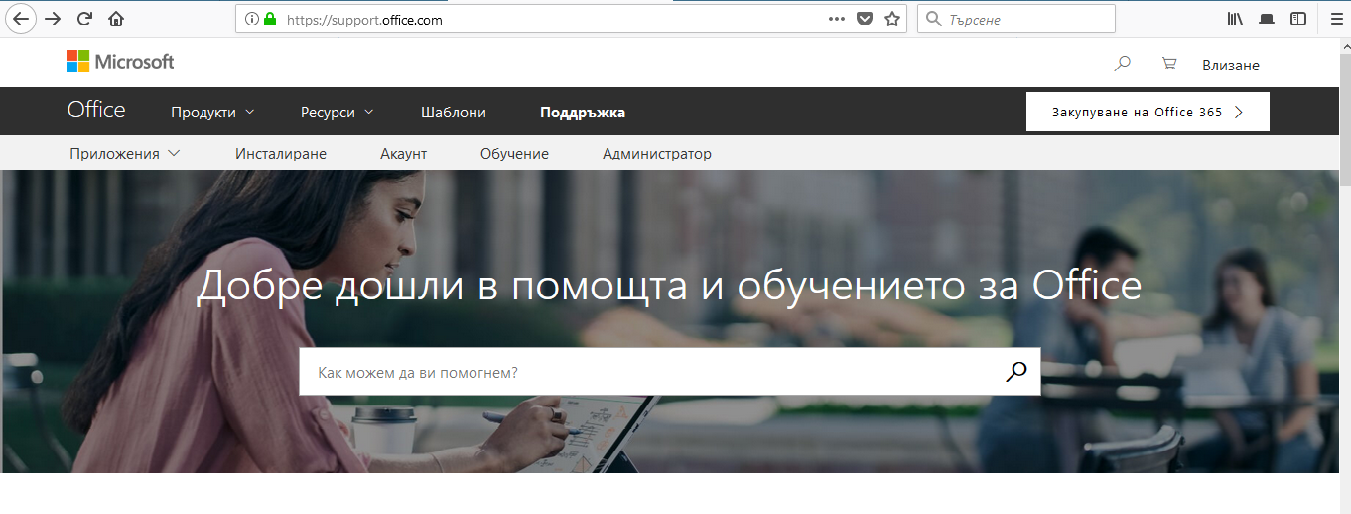 https://support.office.com
Търсене
Microsoft
Влизане
Office Продукти Ресурси Шаблони Поддръжка Закупуване на Office 365
Приложения Инсталиране Акаунт Обучение Администратор
Добре дошли в помощта и обучението за Office
Как можем да ви помогнем?